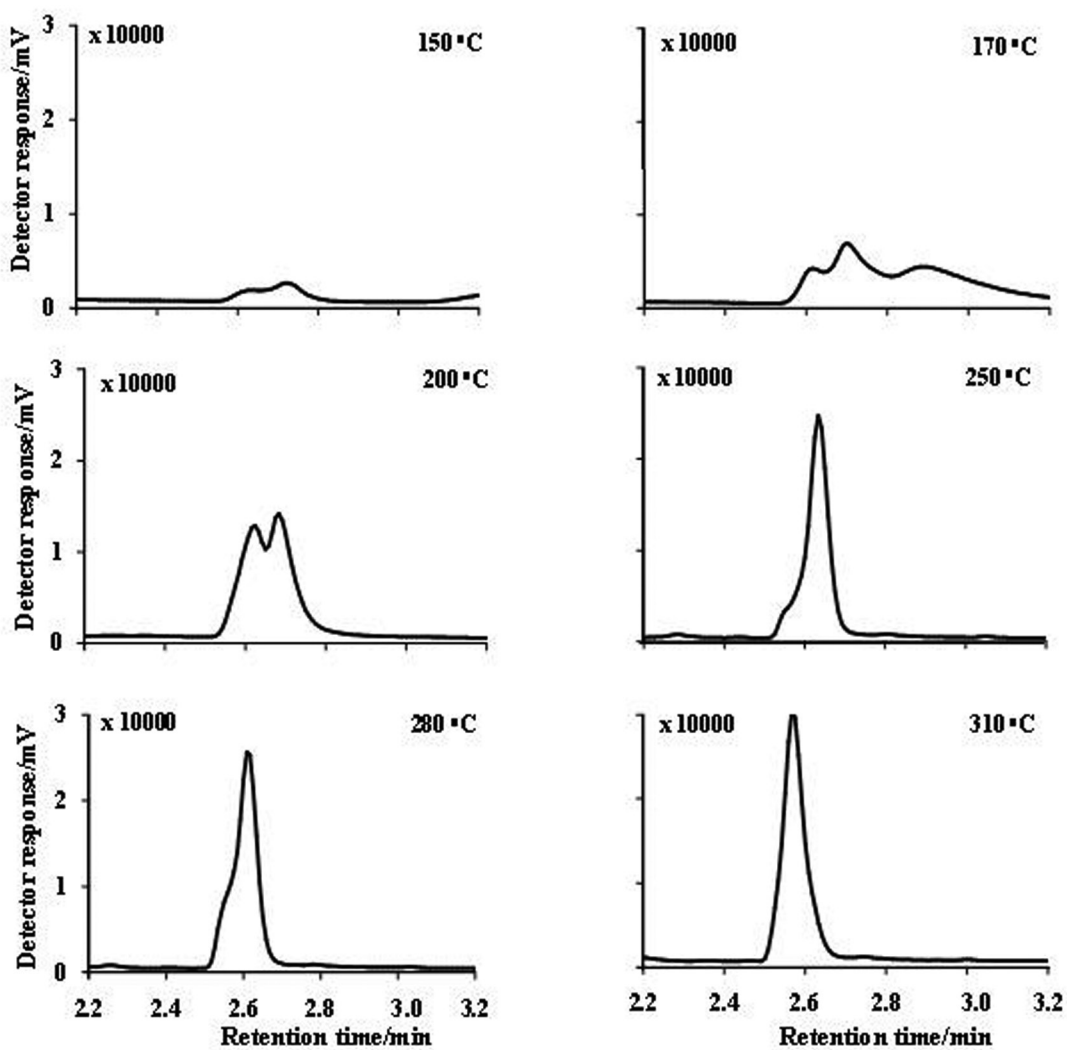 3
x 10000
150 °C
x 10000
170 °C
Detector response/mV
2
1
0
3
x 10000
200 °C
x 10000
250 °C
Detector response/mV
2
1
0
3
x 10000
280 °C
x 10000
310 °C
Detector response/mV
2
1
0
2.2 2.4 2.6 2.8 3.0 3.2
2.2 2.4 2.6 2.8 3.0 3.2
Retention time/min
Retention time/min